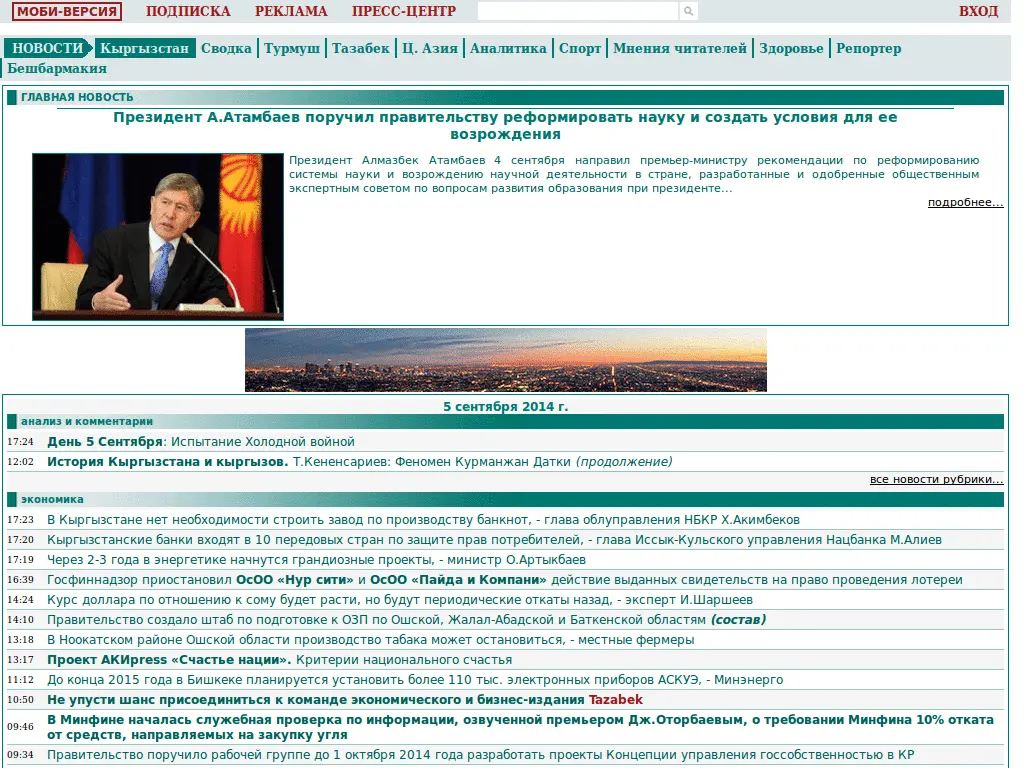 МОБИ-ВЕРСИЯ ПОДПИСКА РЕКЛАМА ПРЕСС-ЦЕНТР ВХОД
НОВОСТИ Кыргызстан Сводка Турмуш Тазабек Ц. Азия Аналитика Спорт Мнения читателей Здоровье Репортер
Бешбармакия
ГЛАВНАЯ НОВОСТЬ
Президент А.Атамбаев поручил правительству реформировать науку и создать условия для ее
возрождения
Президент Алмазбек Атамбаев 4 сентября направил премьер-министру рекомендации по реформированию
системы науки и возрождению научной деятельности в стране, разработанные и одобренные общественным
экспертным советом по вопросам развития образования при президенте...
подробнее...
5 сентября 2014 г.
анализ и комментарии
17:24 День 5 Сентября: Испытание Холодной войной
12:02 История Кыргызстана и кыргызов. Т.Кененсариев: Феномен Курманжан Датки (продолжение)
все новости рубрики...
экономика
17:23 В Кыргызстане нет необходимости строить завод по производству банкнот, - глава облуправления НБКР Х.Акимбеков
17:20 Кыргызстанские банки входят в 10 передовых стран по защите прав потребителей, - глава Иссык-Кульского управления Нацбанка М.Алиев
17:19 Через 2-3 года в энергетике начнутся грандиозные проекты, - министр О.Артыкбаев
16:39 Госфиннадзор приостановил ОсОО «Нур сити» и ОсОО «Пайда и Компани» действие выданных свидетельств на право проведения лотереи
14:24 Курс доллара по отношению к сому будет расти, но будут периодические откаты назад, - эксперт И.Шаршеев
14:10 Правительство создало штаб по подготовке к ОЗП по Ошской, Жалал-Абадской и Баткенской областям (состав)
13:18 В Ноокатском районе Ошской области производство табака может остановиться, - местные фермеры
13:17 Проект АКИpress «Счастье нации». Критерии национального счастья
11:12 До конца 2015 года в Бишкеке планируется установить более 110 тыс. электронных приборов АСКУЭ, - Минэнерго
10:50 Не упусти шанс присоединиться к команде экономического и бизнес-издания Tazabek
09:46 В Минфине началась служебная проверка по информации, озвученной премьером Дж.Оторбаевым, о требовании Минфина 10% отката
от средств, направляемых на закупку угля
09:34 Правительство поручило рабочей группе до 1 октября 2014 года разработать проекты Концепции управления госсобственностью в КР